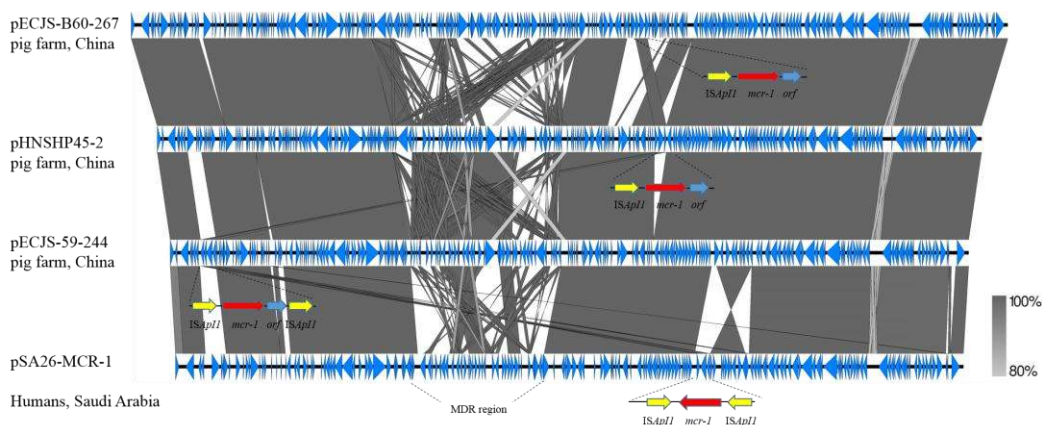 pECJS-B60-267
pig farm, China
ISApl1 mcr-1 orf
pHNSHP45-2
pig farm, China
ISApl1 mcr-1 orf
pECJS-59-244
pig farm, China
ISApl1 mcr-1 orf ISApl1
100%
80%
pSA26-MCR-1
Humans, Saudi Arabia
MDR region
ISApl1 mcr-1 ISApl1